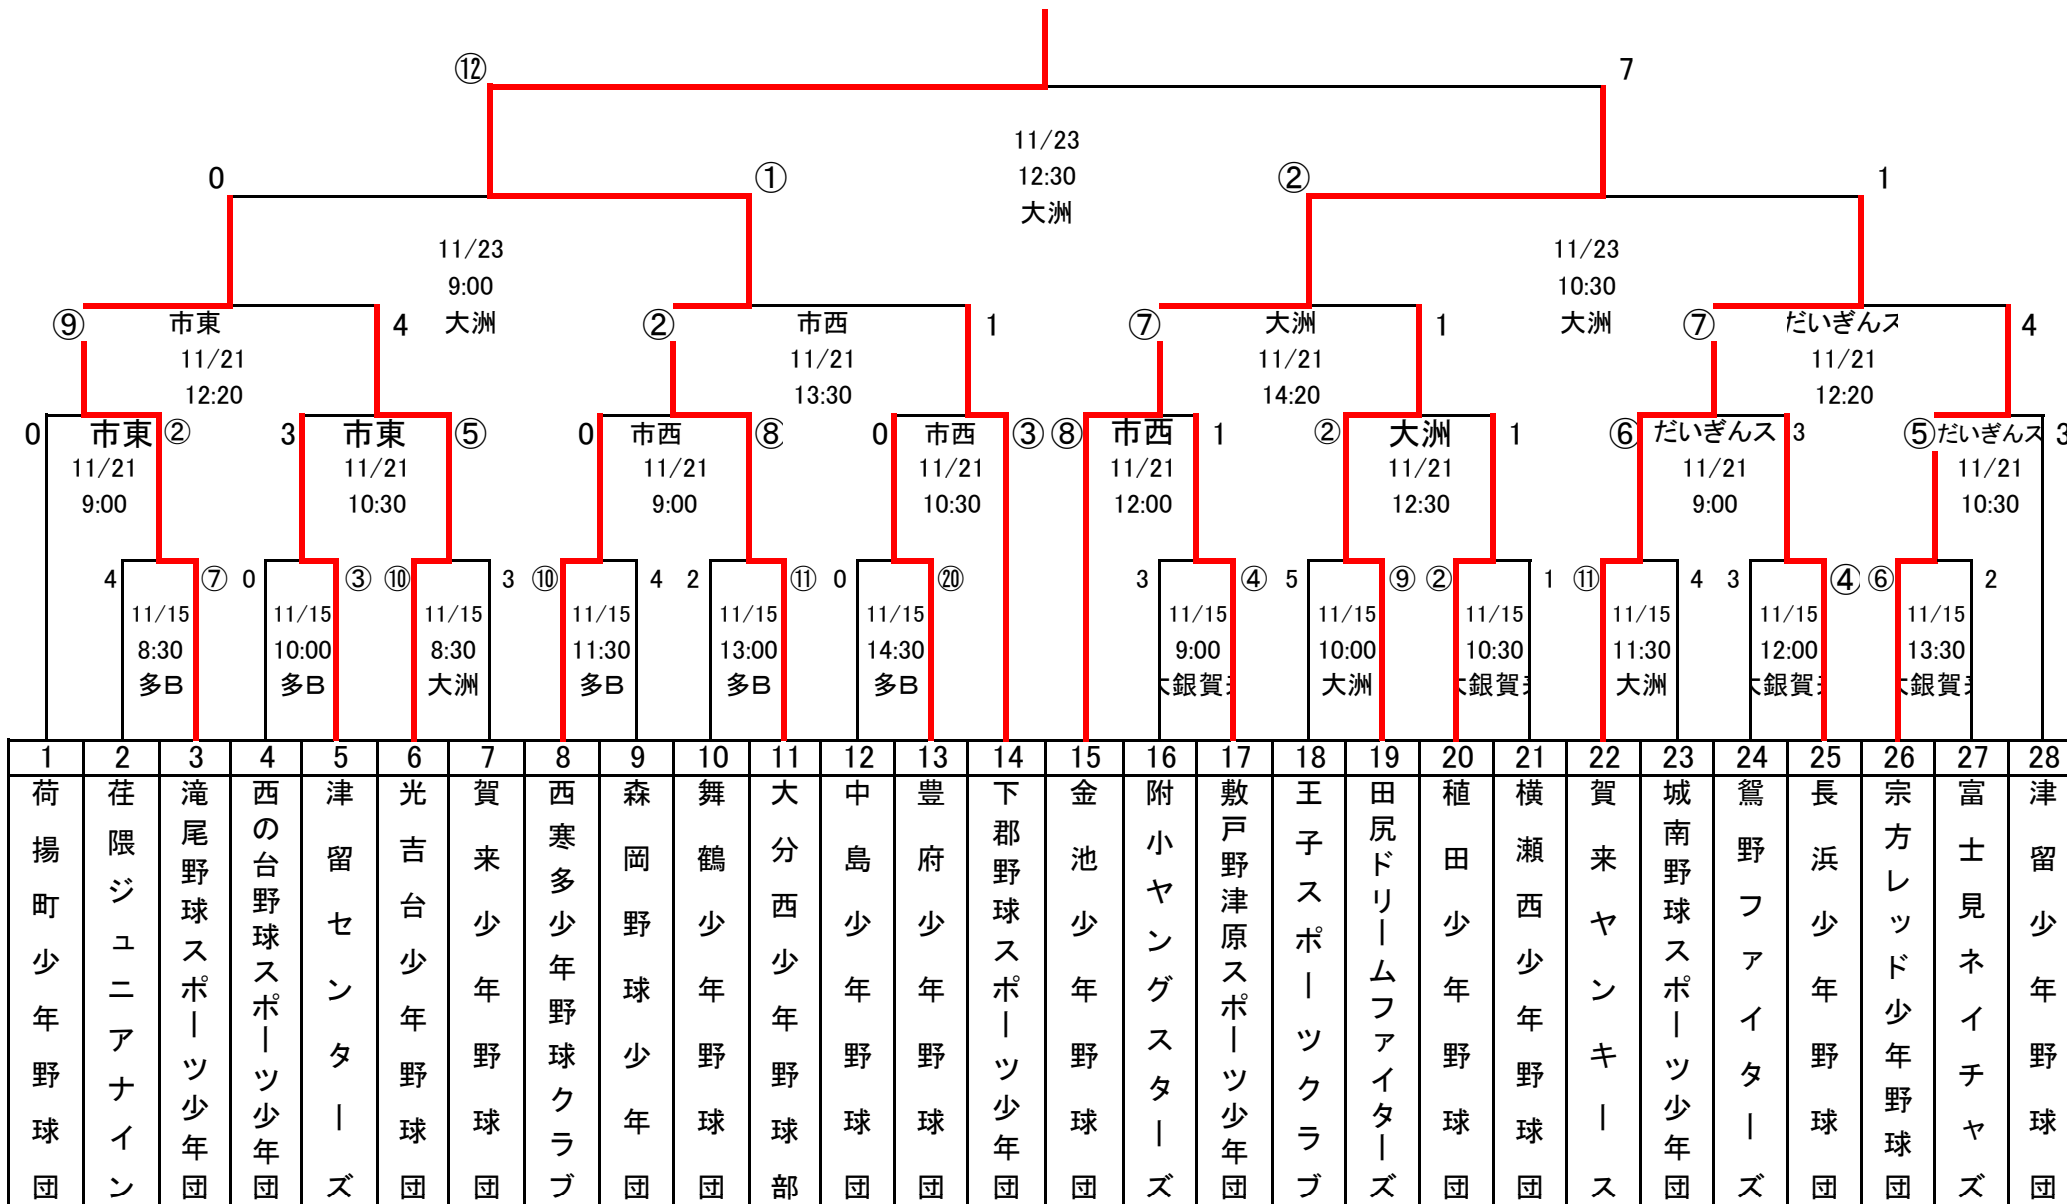 ⑫
7
11/23
12:30
大洲
0
①
②
1
11/23
9:00
大洲
11/23
10:30
大洲
⑨
市東
11/21
12:20
4
②
市西
11/21
13:30
1
⑦
大洲
11/21
14:20
1
⑦
だいぎんス
11/21
12:20
4
0
市東
②
11/21
9:00
3
市東
⑤
11/21
10:30
0
市西
⑧
11/21
9:00
0
市西
③
11/21
10:30
⑧
市西
1
11/21
12:00
②
大洲
1
11/21
12:30
⑥
だいぎんス
3
11/21
9:00
⑤
だいぎんス
3
11/21
10:30
4
⑦
11/15
8:30
多B
0
③
11/15
10:00
多B
⑩
3
11/15
8:30
大洲
⑩
4
11/15
11:30
多B
2
⑪
11/15
13:00
多B
0
⑳
11/15
14:30
多B
3
④
11/15
9:00
大銀賀来
5
⑨
11/15
10:00
大洲
②
1
11/15
10:30
大銀賀来
⑪
4
11/15
11:30
大洲
3
④
11/15
12:00
大銀賀来
⑥
2
11/15
13:30
大銀賀来
1 2 3 4 5 6 7 8 9 10 11 12 13 14 15 16 17 18 19 20 21 22 23 24 25 26 27 28
荷揚町少年野球団
荏隈ジュニアナイン
滝尾野球スポーツ少年団
西の台野球スポーツ少年団
津留センターズ
光吉台少年野球団
賀来少年野球団
西寒多少年野球クラブ
森岡野球少年団
舞鶴少年野球団
大分西少年野球部
中島少年野球団
豊府少年野球団
下郡野球スポーツ少年団
金池少年野球団
附小ヤングスターズ
敷戸野津原スポーツ少年団
王子スポーツクラブ
田尻ドリームファイターズ
稙田少年野球団
横瀬西少年野球団
賀来ヤンキース
城南野球スポーツ少年団
鴛野ファイターズ
長浜少年野球団
宗方レッド少年野球団
富士見ネイチャズ
津留少年野球団